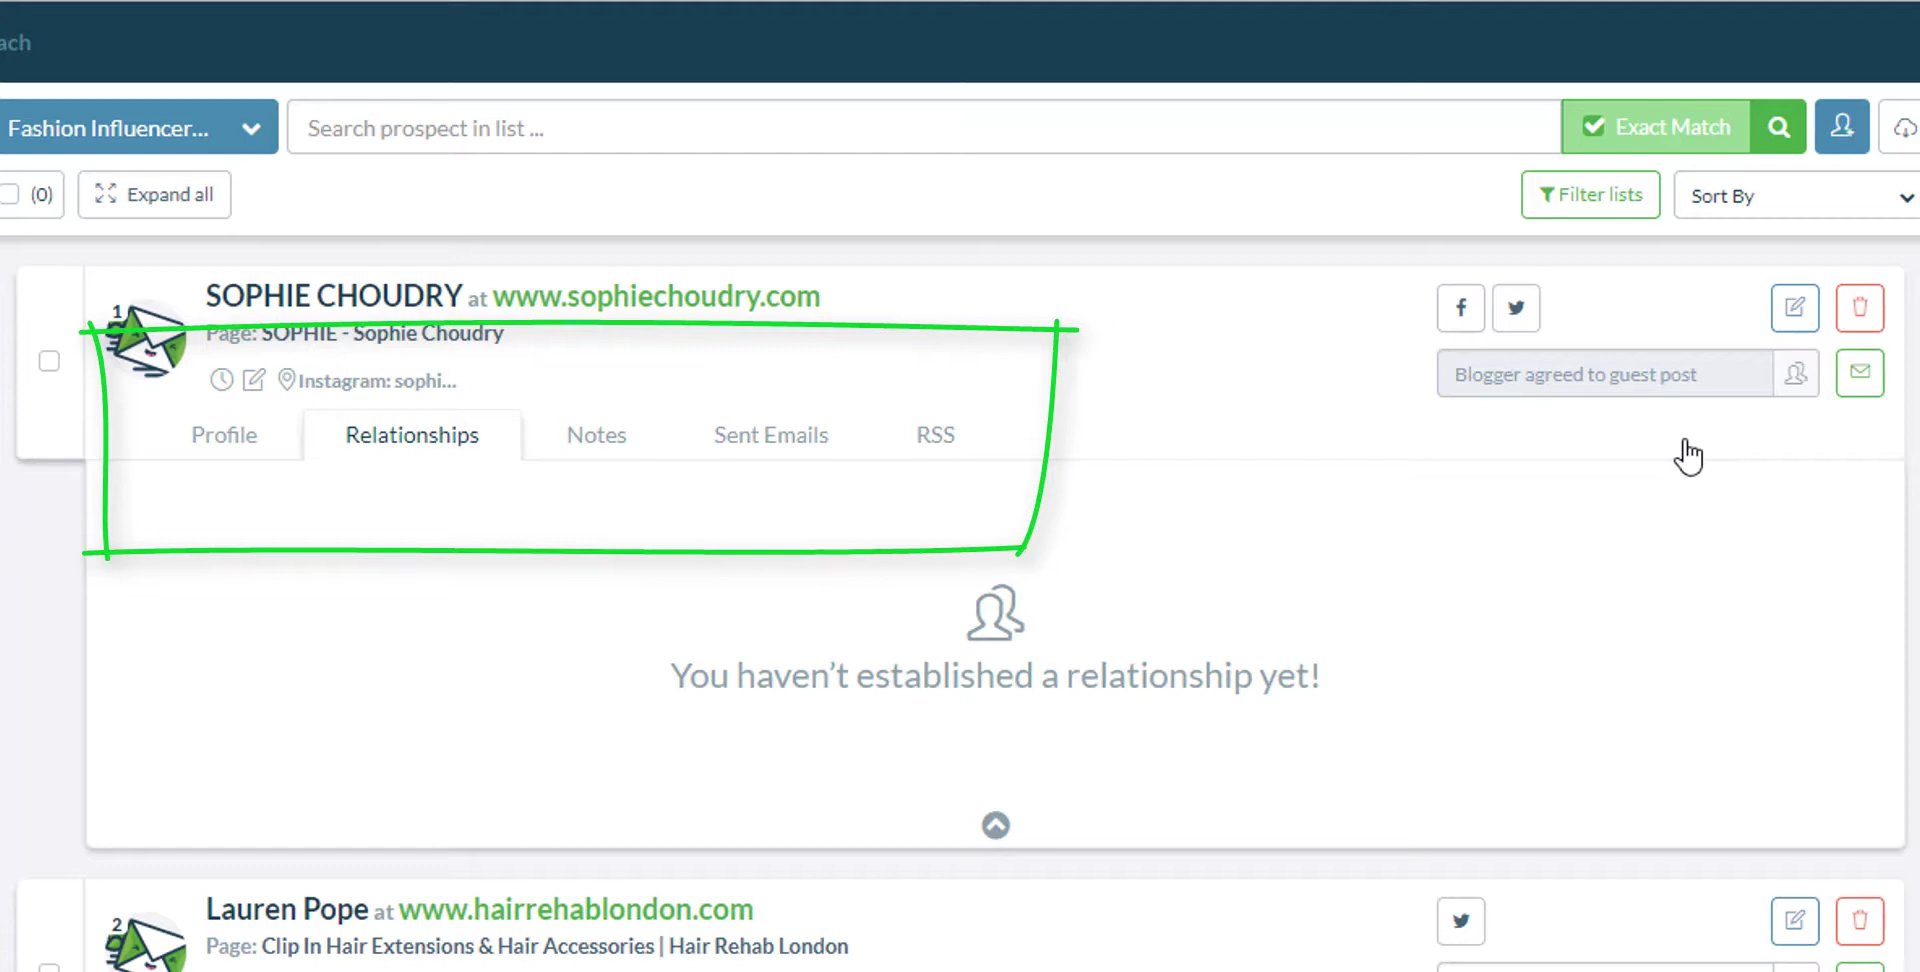 ach
Fashion Influencer...
Search prospect in list ...
Exact Match
(0)
Expand all
Filter lists
Sort By
1
SOPHIE CHOUDRY at www.sophiechoudry.com
Page: SOPHIE - Sophie Choudry
Instagram: sophi...
Blogger agreed to guest post
Profile
Relationships
Notes
Sent Emails
RSS
You haven't established a relationship yet!
2
Lauren Pope at www.hairrehablondon.com
Page: Clip In Hair Extensions & Hair Accessories | Hair Rehab London